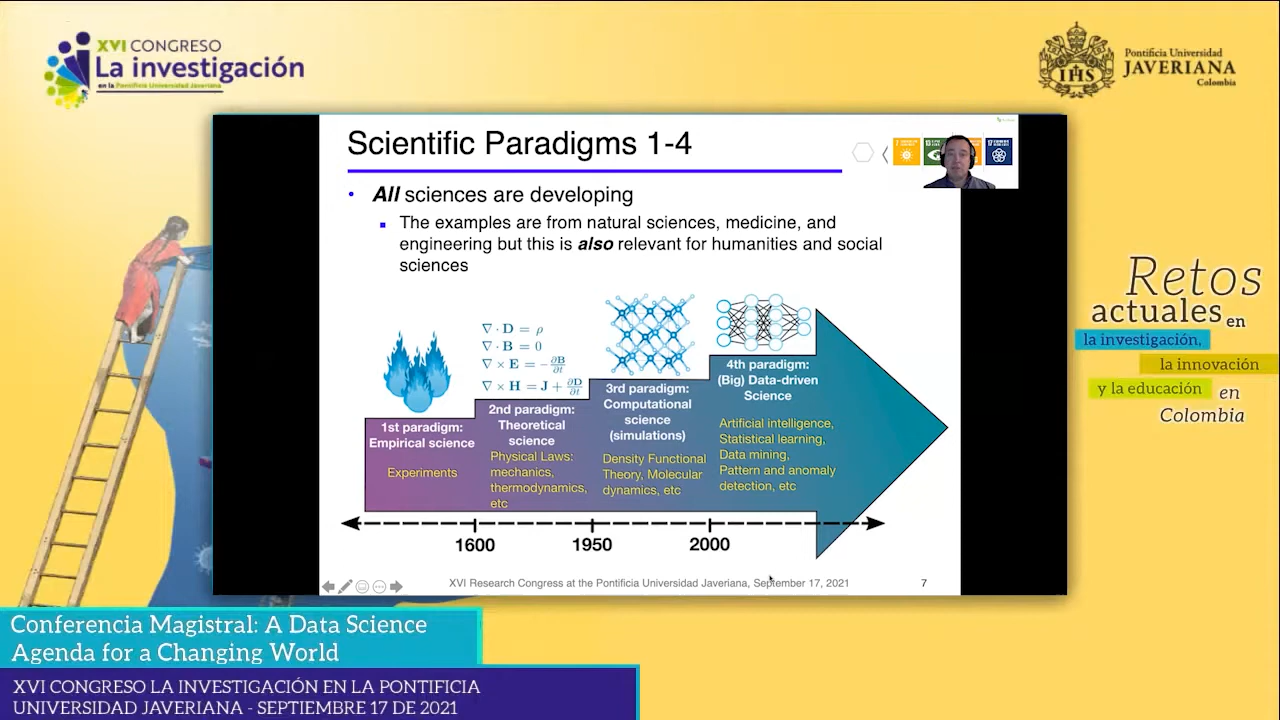 XVI CONGRESO
La investigación
en la Pontificia Universidad Javeriana
Pontificia Universidad
JAVERIANA
Colombia
IHS
Scientific Paradigms 1-4
• All sciences are developing
▪ The examples are from natural sciences, medicine, and
engineering but this is also relevant for humanities and social
sciences
∇ · D = ρ
∇ · B = 0
∇ × E = −∂B/∂t
∇ × H = J + ∂D/∂t
1st paradigm:
Empirical science
Experiments
2nd paradigm:
Theoretical
science
Physical Laws:
mechanics,
thermodynamics,
etc
3rd paradigm:
Computational
science
(simulations)
Density Functional
Theory, Molecular
dynamics, etc
4th paradigm:
(Big) Data-driven
Science
Artificial intelligence,
Statistical learning,
Data mining,
Pattern and anomaly
detection, etc
1600
1950
2000
XVI Research Congress at the Pontificia Universidad Javeriana, September 17, 2021
7
Retos
actuales en
la investigación,
la innovación
y la educación en
Colombia
Conferencia Magistral: A Data Science
Agenda for a Changing World
XVI CONGRESO LA INVESTIGACIÓN EN LA PONTIFICIA
UNIVERSIDAD JAVERIANA - SEPTIEMBRE 17 DE 2021